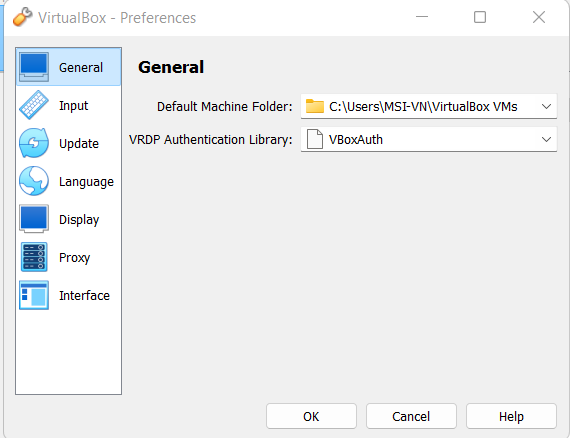 VirtualBox - Preferences
General
Input
Update
Language
Display
Proxy
Interface
General
Default Machine Folder: C:\Users\MSI-VN\VirtualBox VMs
VRDP Authentication Library: VBoxAuth
OK Cancel Help